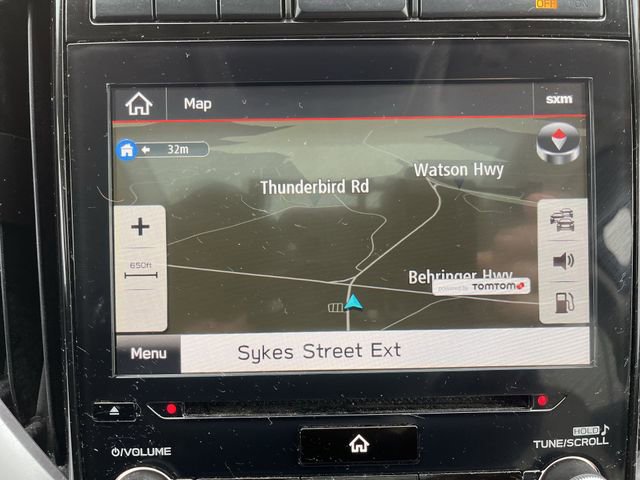 OFF
ON
Map
sxm
32m
Watson Hwy
Thunderbird Rd
+
650ft
Behringer Hwy
powered by TOMTOM
Menu
Sykes Street Ext
HOLD
VOLUME
TUNE/SCROLL